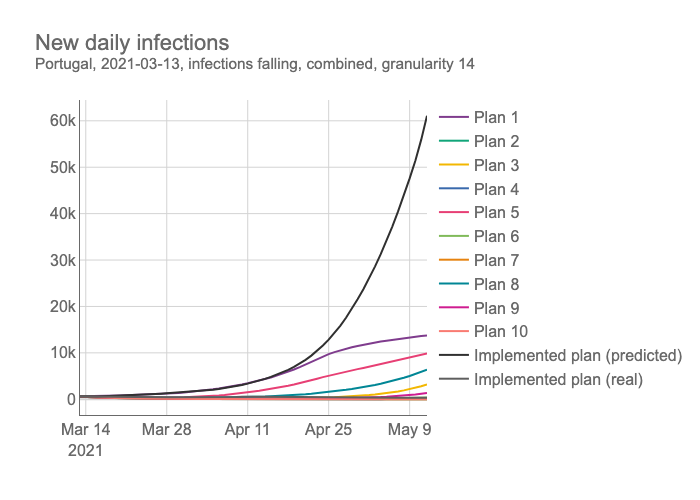 New daily infections
Portugal, 2021-03-13, infections falling, combined, granularity 14
60k
50k
40k
30k
20k
10k
0
Mar 14
2021
Mar 28
Apr 11
Apr 25
May 9
Plan 1
Plan 2
Plan 3
Plan 4
Plan 5
Plan 6
Plan 7
Plan 8
Plan 9
Plan 10
Implemented plan (predicted)
Implemented plan (real)